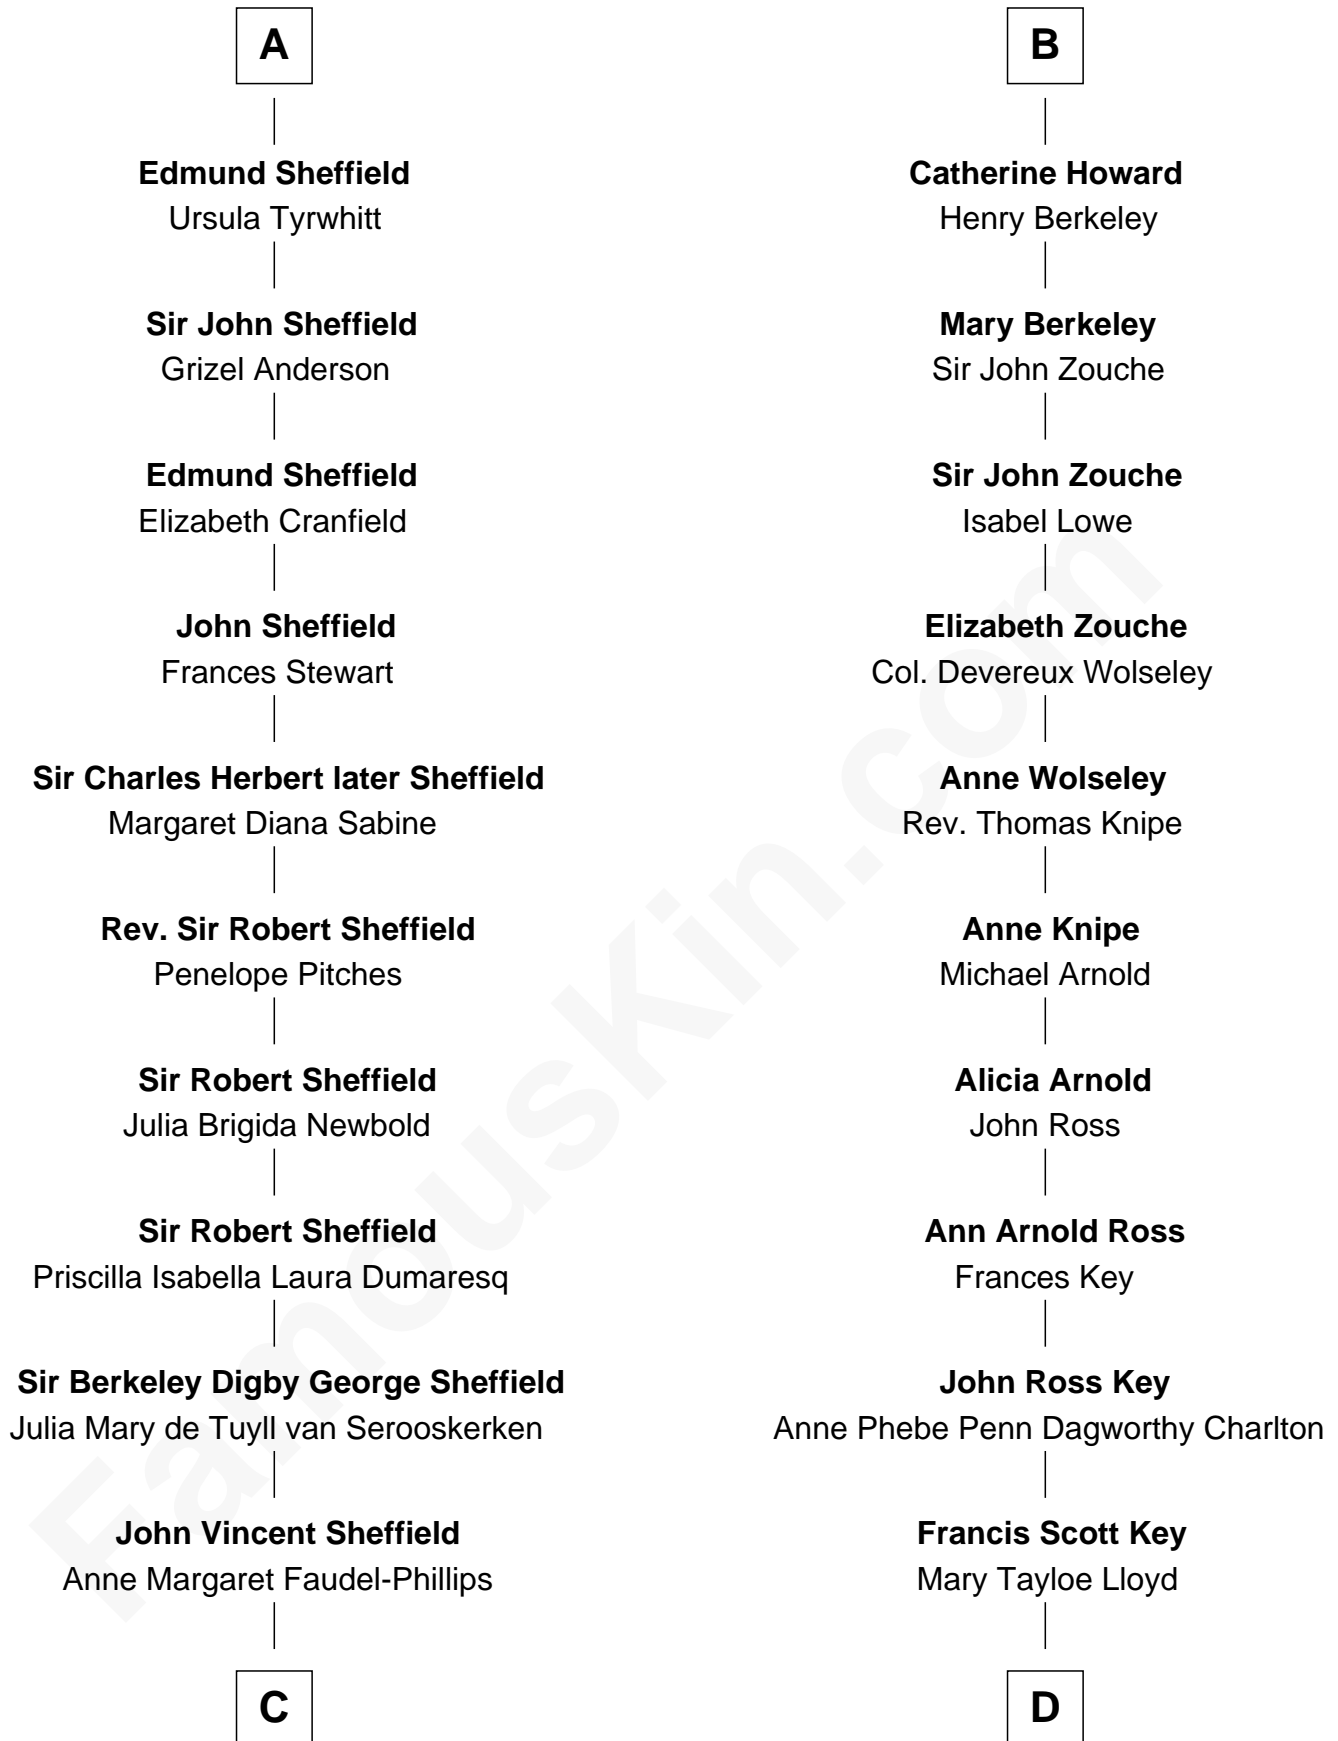 A
Edmund Sheffield
Ursula Tyrwhitt
Sir John Sheffield
Grizel Anderson
Edmund Sheffield
Elizabeth Cranfield
John Sheffield
Frances Stewart
Sir Charles Herbert later Sheffield
Margaret Diana Sabine
Rev. Sir Robert Sheffield
Penelope Pitches
Sir Robert Sheffield
Julia Brigida Newbold
Sir Robert Sheffield
Priscilla Isabella Laura Dumaresq
Sir Berkeley Digby George Sheffield
Julia Mary de Tuyll van Serooskerken
John Vincent Sheffield
Anne Margaret Faudel-Phillips
C
B
Catherine Howard
Henry Berkeley
Mary Berkeley
Sir John Zouche
Sir John Zouche
Isabel Lowe
Elizabeth Zouche
Col. Devereux Wolseley
Anne Wolseley
Rev. Thomas Knipe
Anne Knipe
Michael Arnold
Alicia Arnold
John Ross
Ann Arnold Ross
Frances Key
John Ross Key
Anne Phebe Penn Dagworthy Charlton
Francis Scott Key
Mary Tayloe Lloyd
D
FamousKin.com